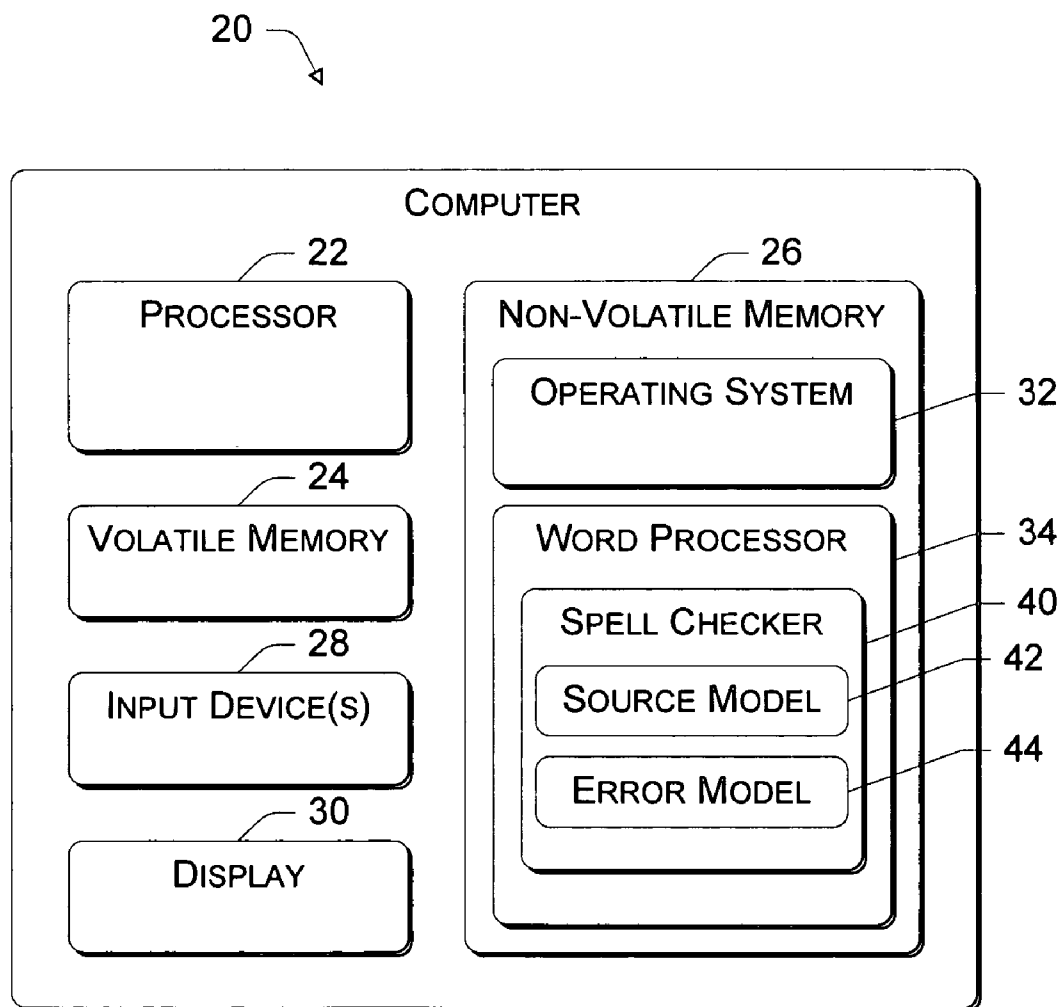 20
COMPUTER
22
PROCESSOR
24
VOLATILE MEMORY
28
INPUT DEVICE(S)
30
DISPLAY
26
NON-VOLATILE MEMORY
OPERATING SYSTEM
32
WORD PROCESSOR
34
SPELL CHECKER
40
SOURCE MODEL
42
ERROR MODEL
44